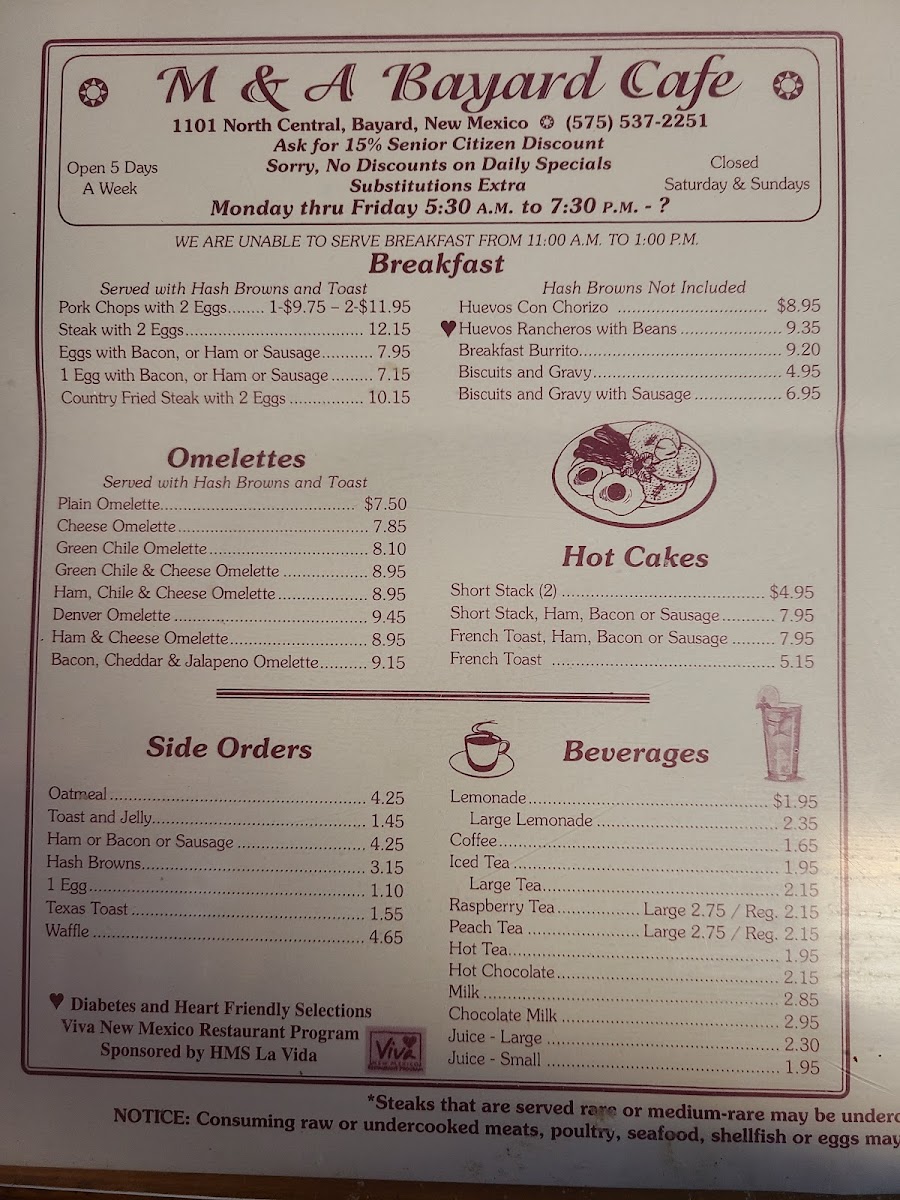 M & A Bayard Cafe
1101 North Central, Bayard, New Mexico (575) 537-2251
Ask for 15% Senior Citizen Discount
Open 5 Days
A Week
Sorry, No Discounts on Daily Specials
Substitutions Extra
Closed
Saturday & Sundays
Monday thru Friday 5:30 A.M. to 7:30 P.M. - ?
WE ARE UNABLE TO SERVE BREAKFAST FROM 11:00 A.M. TO 1:00 P.M.
Breakfast
Served with Hash Browns and Toast
Pork Chops with 2 Eggs........ 1-$9.75 – 2-$11.95
Steak with 2 Eggs........ 12.15
Eggs with Bacon, or Ham or Sausage.......... 7.95
1 Egg with Bacon, or Ham or Sausage ......... 7.15
Country Fried Steak with 2 Eggs ................ 10.15
Hash Browns Not Included
Huevos Con Chorizo ................ $8.95
♥Huevos Rancheros with Beans ................ 9.35
Breakfast Burrito................ 9.20
Biscuits and Gravy................ 4.95
Biscuits and Gravy with Sausage ................ 6.95
Omelettes
Served with Hash Browns and Toast
Plain Omelette................ $7.50
Cheese Omelette................ 7.85
Green Chile Omelette................ 8.10
Green Chile & Cheese Omelette ................ 8.95
Ham, Chile & Cheese Omelette................ 8.95
Denver Omelette ................ 9.45
Ham & Cheese Omelette................ 8.95
Bacon, Cheddar & Jalapeno Omelette.......... 9.15
Hot Cakes
Short Stack (2) ................ $4.95
Short Stack, Ham, Bacon or Sausage........... 7.95
French Toast, Ham, Bacon or Sausage ......... 7.95
French Toast ................ 5.15
Side Orders
Oatmeal ................ 4.25
Toast and Jelly................ 1.45
Ham or Bacon or Sausage ................ 4.25
Hash Browns................ 3.15
1 Egg................ 1.10
Texas Toast ................ 1.55
Waffle ................ 4.65
♥ Diabetes and Heart Friendly Selections
Viva New Mexico Restaurant Program
Sponsored by HMS La Vida
Viva
NEW MEXICO
Beverages
Lemonade................ $1.95
Large Lemonade ................ 2.35
Coffee................ 1.65
Iced Tea ................ 1.95
Large Tea................ 2.15
Raspberry Tea................ Large 2.75 / Reg. 2.15
Peach Tea ................ Large 2.75 / Reg. 2.15
Hot Tea................ 1.95
Hot Chocolate................ 2.15
Milk ................ 2.85
Chocolate Milk ................ 2.95
Juice - Large ................ 2.30
Juice - Small ................ 1.95
*Steaks that are served rare or medium-rare may be underc
NOTICE: Consuming raw or undercooked meats, poultry, seafood, shellfish or eggs may